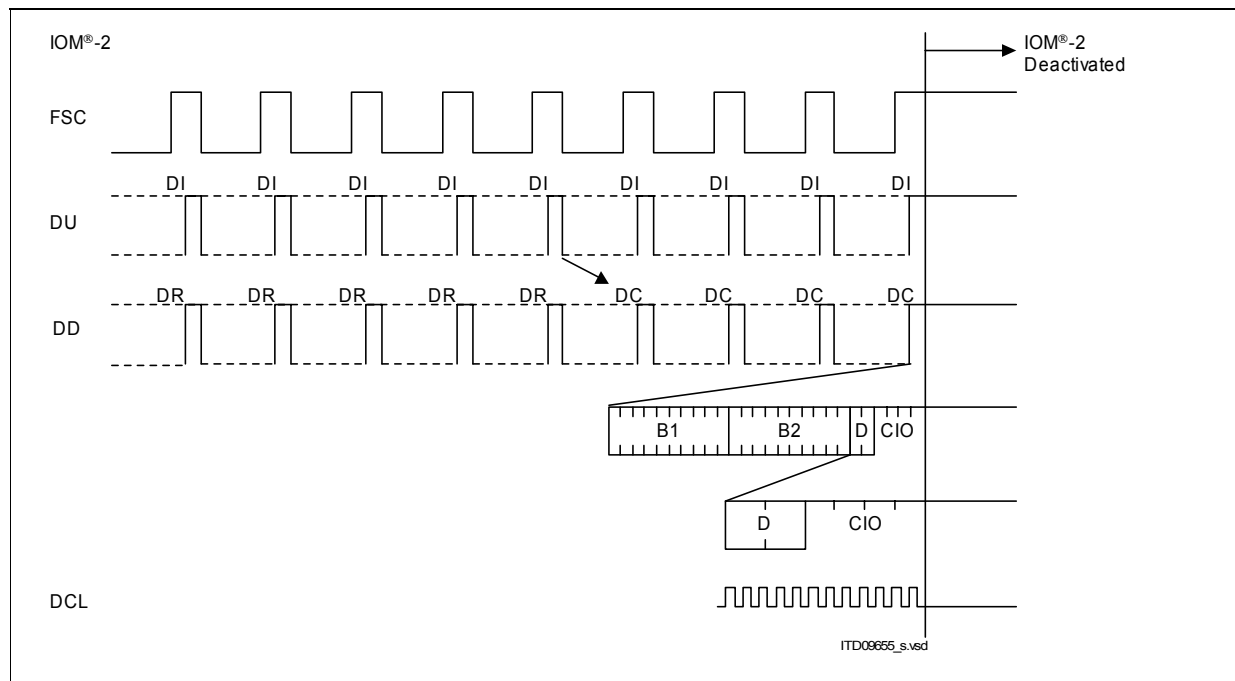 IOM®-2
IOM®-2
Deactivated
FSC
DI DI DI DI DI DI DI DI DI
DU
DR DR DR DR DR DC DC DC DC
DD
B1 B2 D CIO
D CIO
DCL
ITD09655_s.vsd